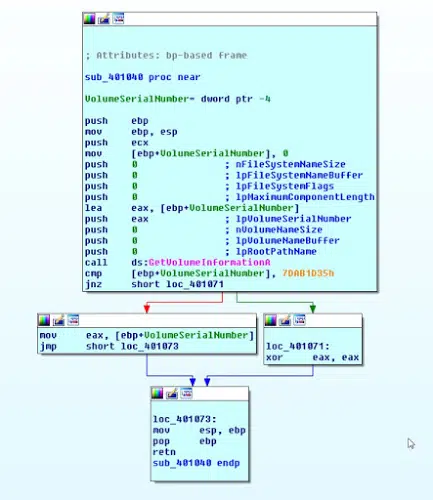 ; Attributes: bp-based frame
sub_401040 proc near
VolumeSerialNumber= dword ptr -4
push ebp
mov ebp, esp
push ecx
mov [ebp+VolumeSerialNumber], 0
push 0 ; nFileSystemNameSize
push 0 ; lpFileSystemNameBuffer
push 0 ; lpFileSystemFlags
push 0 ; lpMaximumComponentLength
lea eax, [ebp+VolumeSerialNumber]
push eax ; lpVolumeSerialNumber
push 0 ; nVolumeNameSize
push 0 ; lpVolumeNameBuffer
push 0 ; lpRootPathName
call ds:GetVolumeInformationA
cmp [ebp+VolumeSerialNumber], 7DAB1D35h
jnz short loc_401071
mov eax, [ebp+VolumeSerialNumber]
jmp short loc_401073
loc_401071:
xor eax, eax
loc_401073:
mov esp, ebp
pop ebp
retn
sub_401040 endp